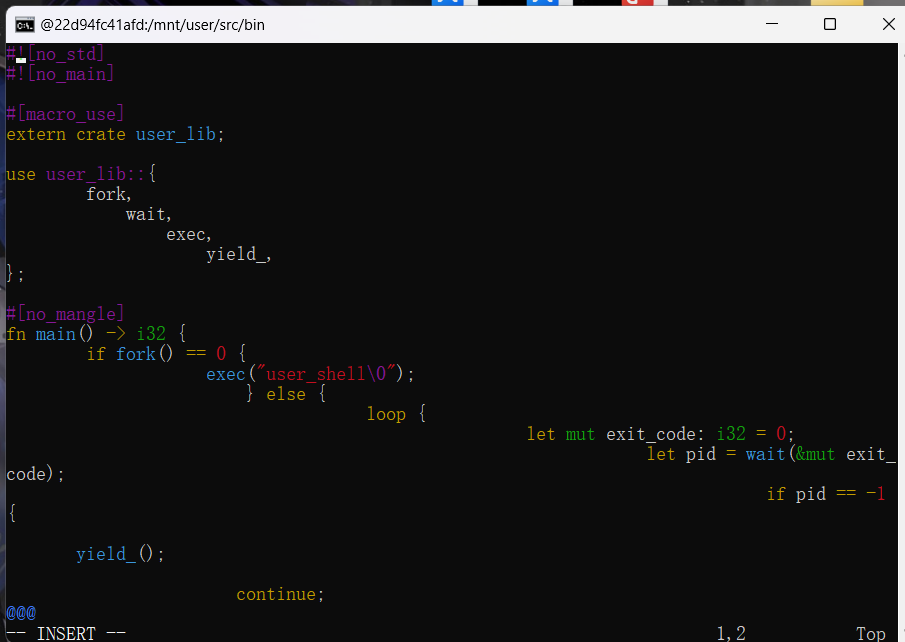 @22d94fc41afd:/mnt/user/src/bin
#![no_std]
#![no_main]
#[macro_use]
extern crate user_lib;
use user_lib::{
fork,
wait,
exec,
yield_,
};
#[no_mangle]
fn main() -> i32 {
if fork() == 0 {
exec("user_shell\0");
} else {
loop {
let mut exit_code: i32 = 0;
let pid = wait(&mut exit_
code);
if pid == -1
{
yield_();
continue;
@@@
-- INSERT -- 1,2 Top